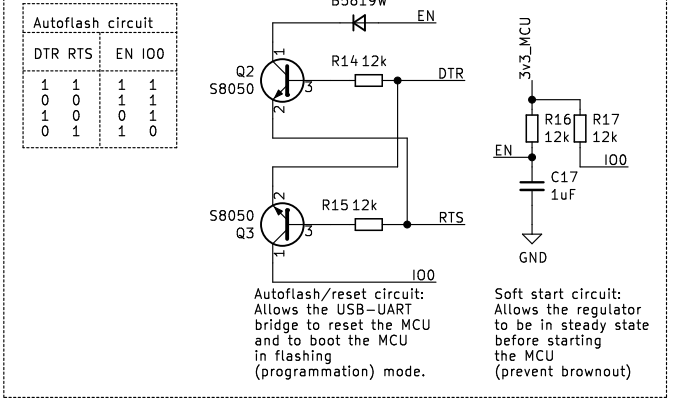 Autoflash circuit
DTR RTS EN IO0
1 1 1 1
0 0 1 1
1 0 0 1
0 1 1 0
B5819W
EN
1
R14 12k
DTR
Q2
S8050
3
2
2
R15 12k
S8050
Q3
3
RTS
1
IO0
Autoflash/reset circuit:
Allows the USB-UART
bridge to reset the MCU
and to boot the MCU
in flashing
(programmation) mode.
3v3_MCU
R16
12k
R17
12k
EN
IO0
C17
1uF
GND
Soft start circuit:
Allows the regulator
to be in steady state
before starting
the MCU
(prevent brownout)